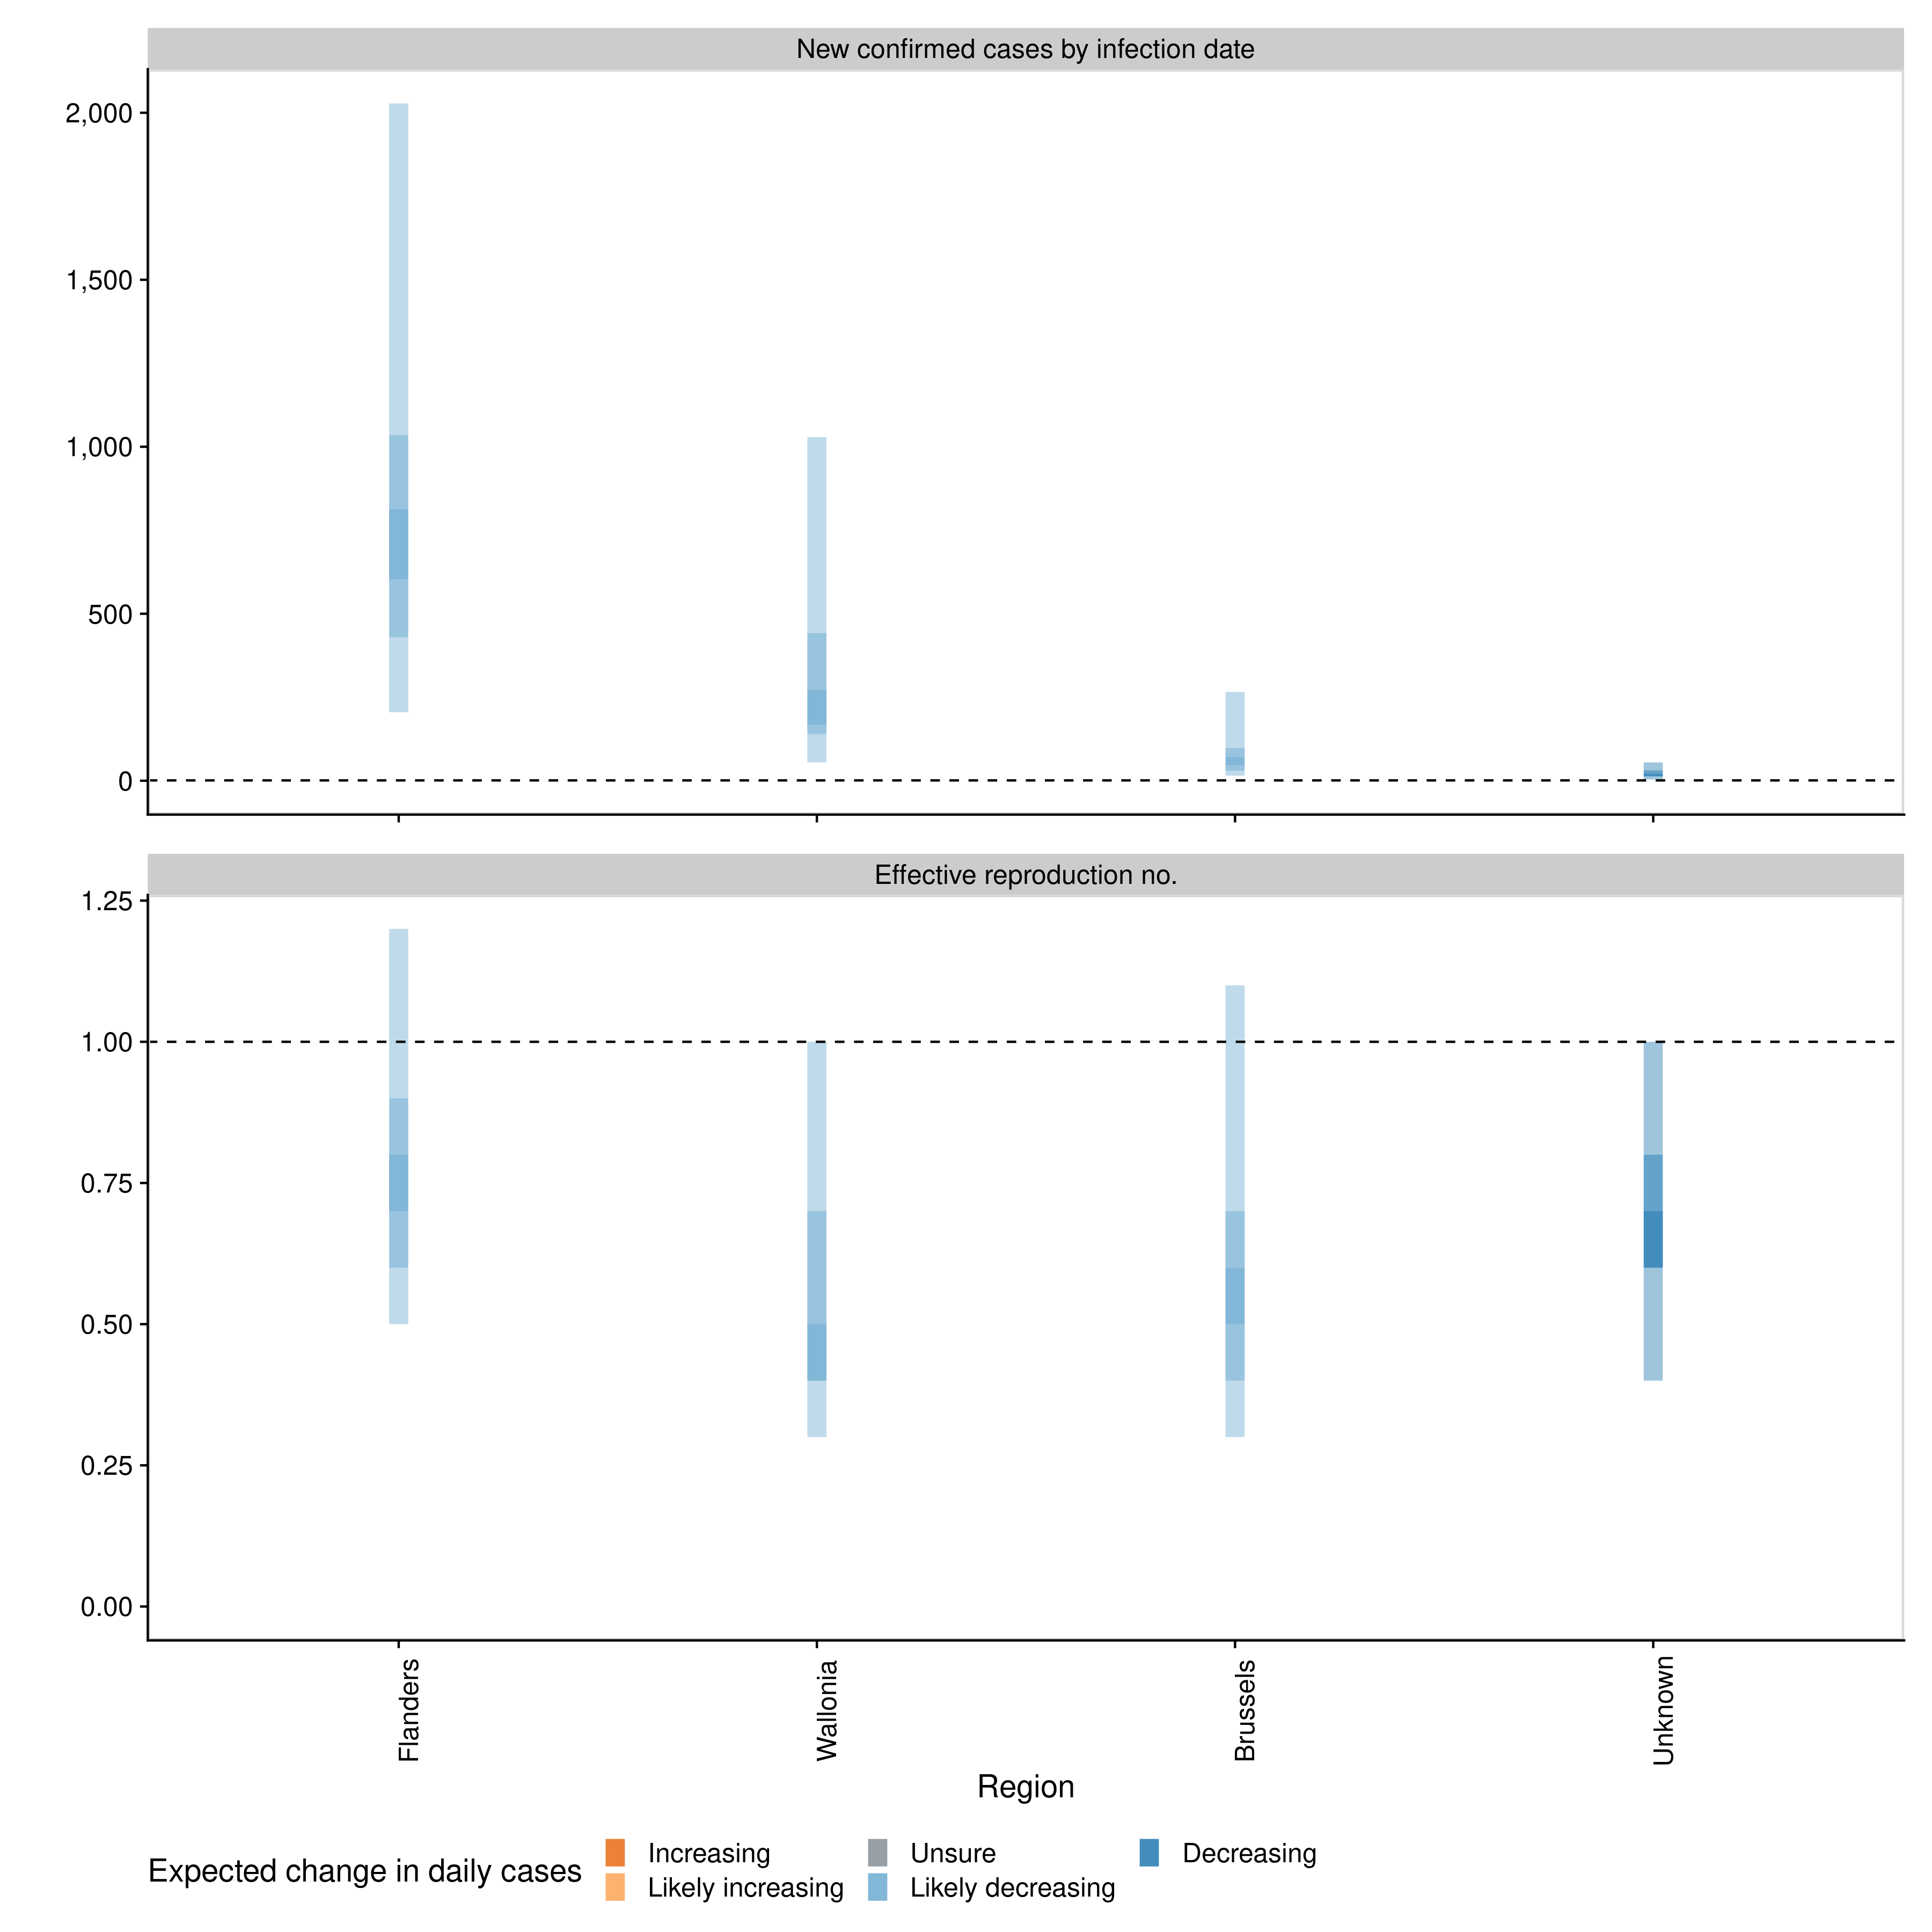 New confirmed cases by infection date
2,000
1,500
1,000
500
0
Effective reproduction no.
1.25
1.00
0.75
0.50
0.25
0.00
Flanders
Wallonia
Brussels
Unknown
Region
Expected change in daily cases
Increasing
Unsure
Decreasing
Likely increasing
Likely decreasing